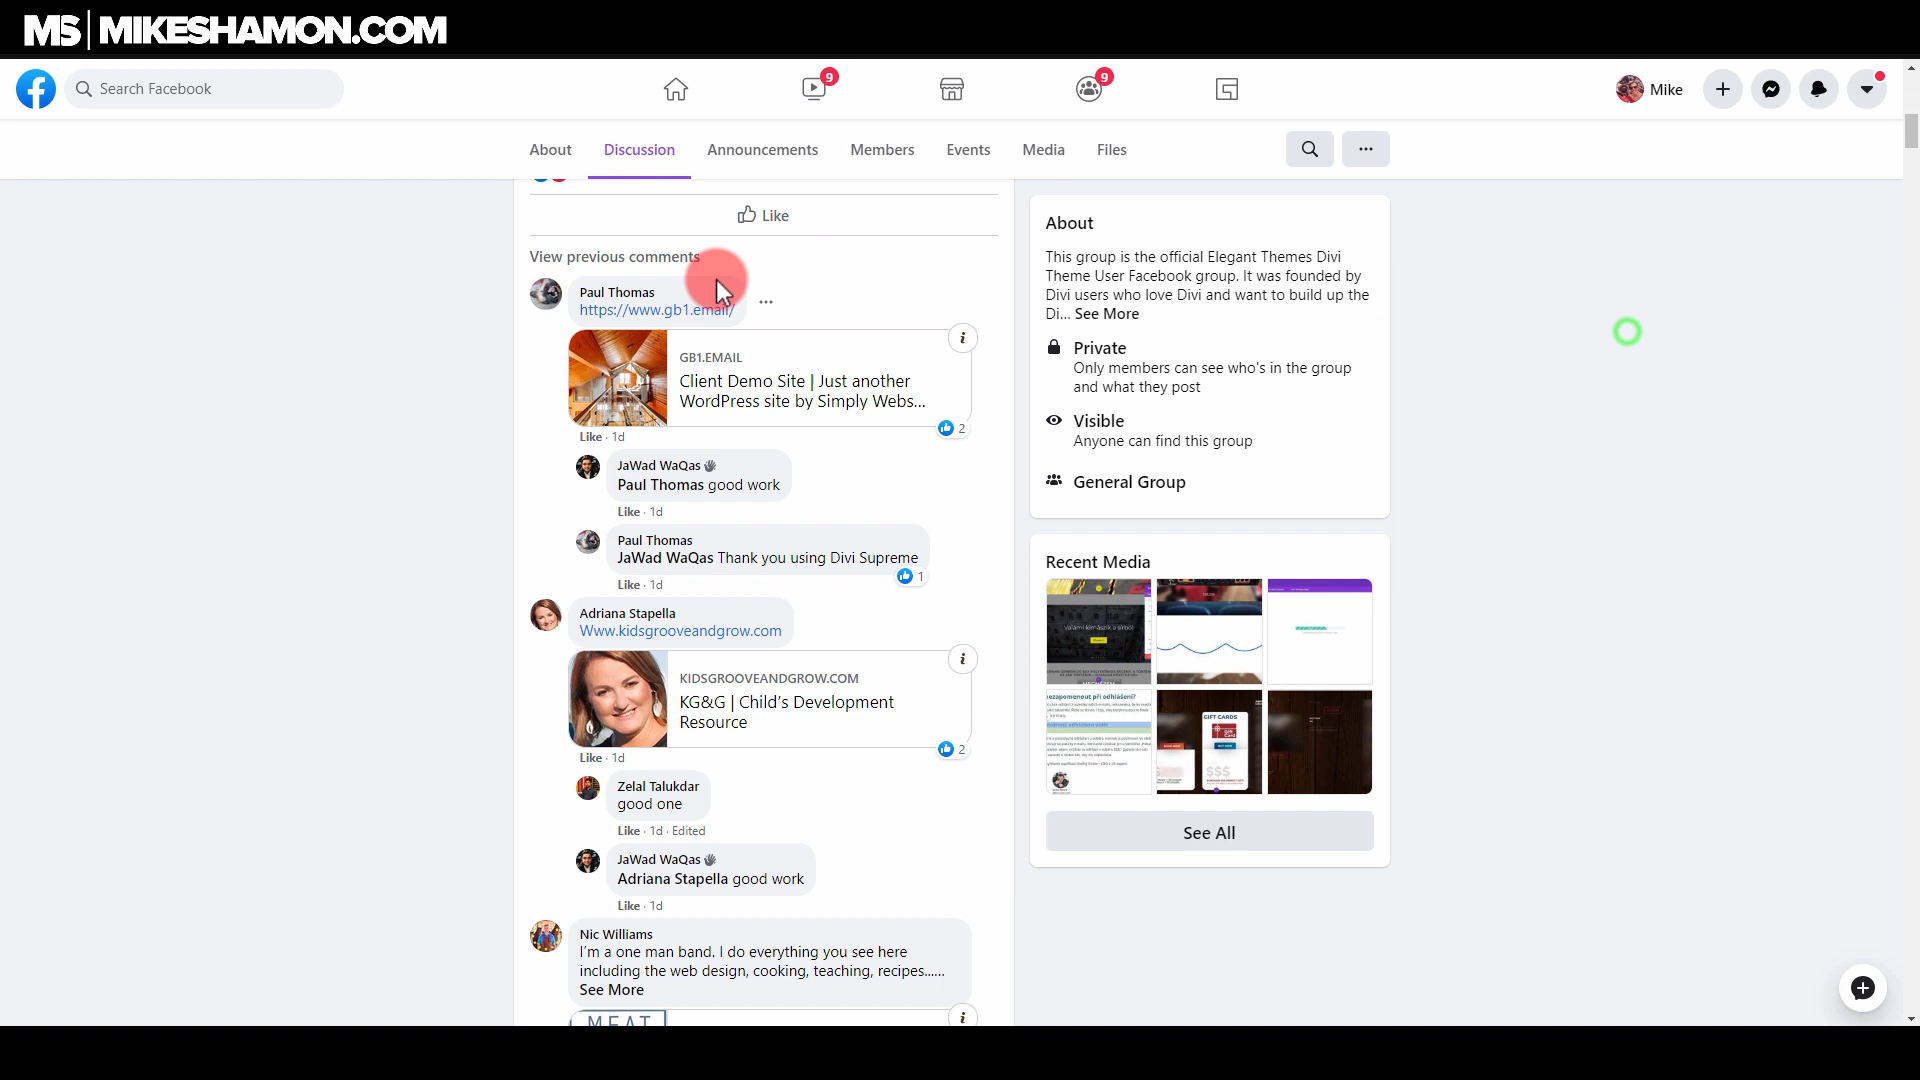 MS | MIKESHAMON.COM
Search Facebook
9
9
Mike
About
Discussion
Announcements
Members
Events
Media
Files
Like
View previous comments
Paul Thomas
https://www.gb1.email/
GB1.EMAIL
Client Demo Site | Just another
WordPress site by Simply Webs...
2
Like · 1d
JaWad WaQas
Paul Thomas good work
Like · 1d
Paul Thomas
JaWad WaQas Thank you using Divi Supreme
1
Like · 1d
Adriana Stapella
Www.kidsgrooveandgrow.com
KIDSGROOVEANDGROW.COM
KG&G | Child's Development
Resource
2
Like · 1d
Zelal Talukdar
good one
Like · 1d · Edited
JaWad WaQas
Adriana Stapella good work
Like · 1d
Nic Williams
I'm a one man band. I do everything you see here
including the web design, cooking, teaching, recipes......
See More
MEAT
About
This group is the official Elegant Themes Divi
Theme User Facebook group. It was founded by
Divi users who love Divi and want to build up the
Di... See More
Private
Only members can see who's in the group
and what they post
Visible
Anyone can find this group
General Group
Recent Media
Valami kimászik a sírból
ezapomenout při odhlášení?
GIFT CARDS
$$$
See All